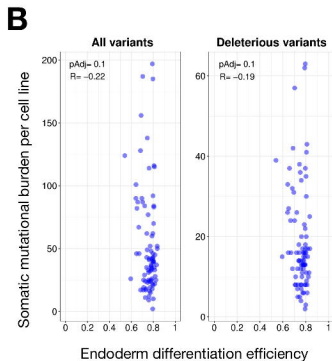 B
All variants
Deleterious variants
pAdj= 0.1
R= −0.22
pAdj= 0.1
R= −0.19
Somatic mutational burden per cell line
200
150
100
50
0
60
40
20
0
0 0.2 0.4 0.6 0.8 1
0 0.2 0.4 0.6 0.8 1
Endoderm differentiation efficiency